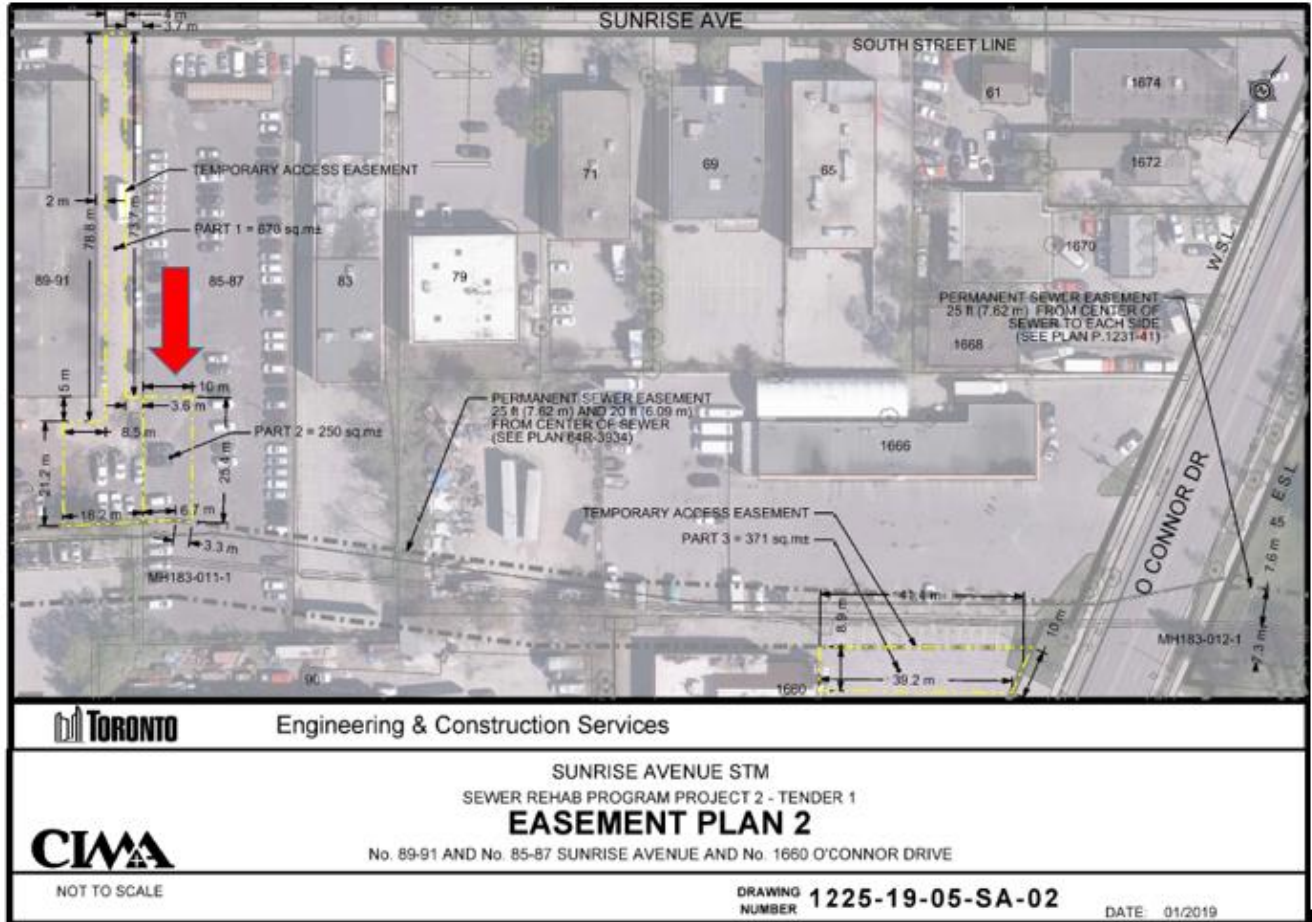 4 m
3.7 m
SUNRISE AVE
SOUTH STREET LINE
61
1674
1672
TEMPORARY ACCESS EASEMENT
2 m
78.8 m
73.7 m
PART 1 = 670 sq.m±
89-91
85-87
83
79
71
69
65
1670
W.S.L
PERMANENT SEWER EASEMENT
25 ft (7.62 m) FROM CENTER OF
SEWER TO EACH SIDE
(SEE PLAN P.1231-41)
1668
5 m
10 m
3.6 m
8.5 m
PART 2 = 250 sq.m±
21.2 m
25.4 m
18.2 m
6.7 m
3.3 m
MH183-011-1
PERMANENT SEWER EASEMENT
25 ft (7.62 m) AND 20 ft (6.09 m)
FROM CENTER OF SEWER
(SEE PLAN 64R-3934)
1666
TEMPORARY ACCESS EASEMENT
PART 3 = 371 sq.m±
O CONNOR DR
E.S.L
45
7.6 m
41.4 m
8.9 m
10 m
39.2 m
MH183-012-1
7.3 m
90
1660
TORONTO
Engineering & Construction Services
SUNRISE AVENUE STM
SEWER REHAB PROGRAM PROJECT 2 - TENDER 1
EASEMENT PLAN 2
No. 89-91 AND No. 85-87 SUNRISE AVENUE AND No. 1660 O'CONNOR DRIVE
CIMA
NOT TO SCALE
DRAWING NUMBER 1225-19-05-SA-02
DATE: 01/2019